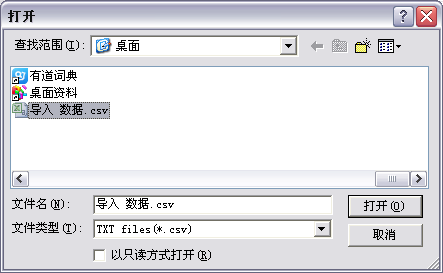 打开
查找范围(I): 桌面
有道词典
桌面资料
导入 数据.csv
文件名(N): 导入 数据.csv 打开(O)
文件类型(T): TXT files(*.csv) 取消
以只读方式打开(R)